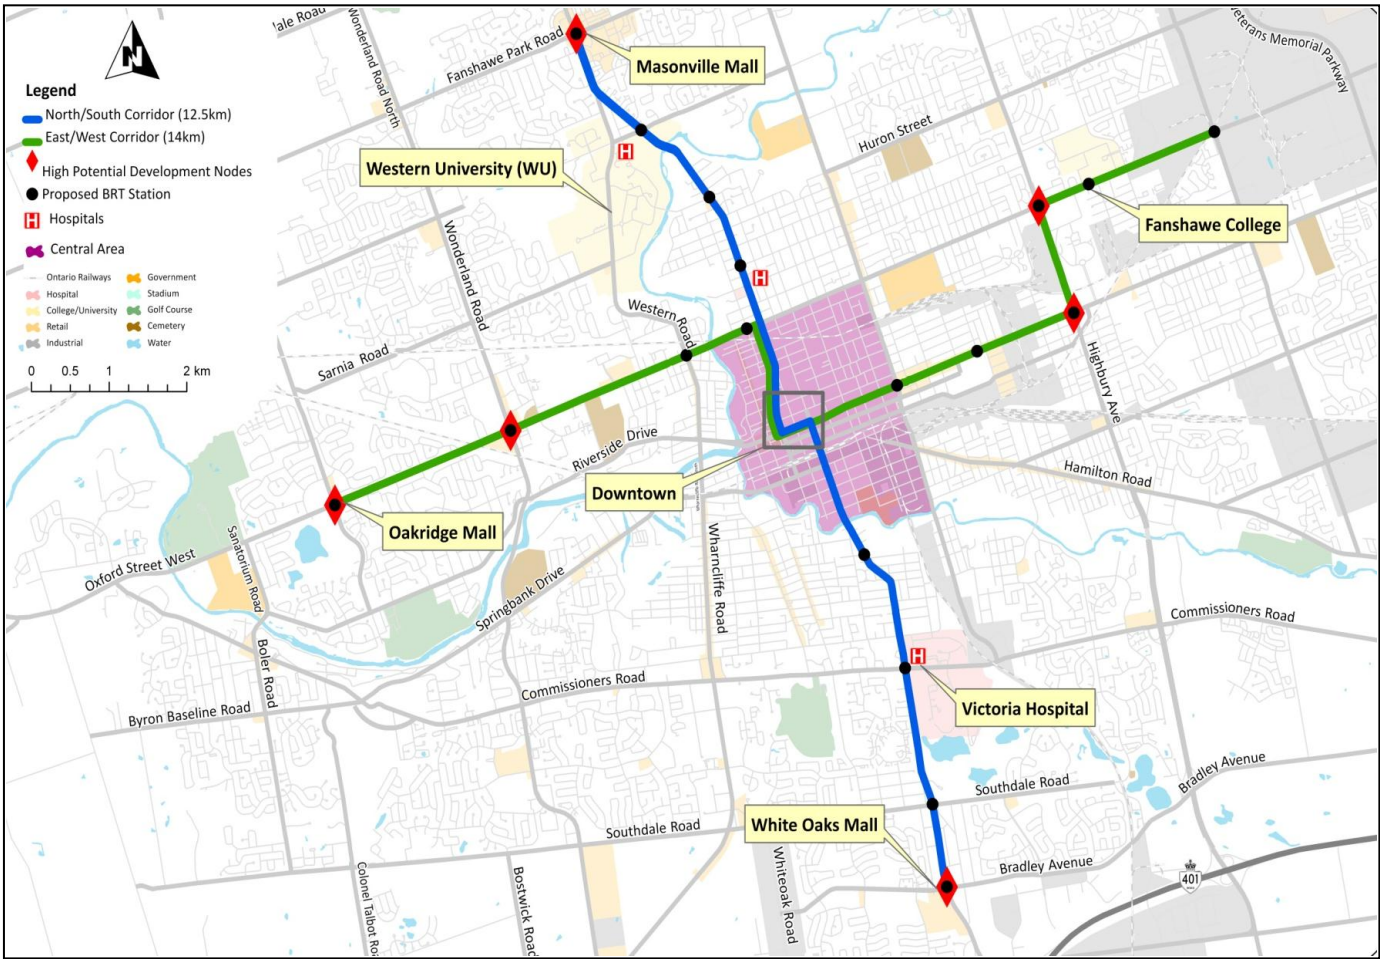 ale Road
Wonderland Road North
Fanshawe Park Road
Masonville Mall
Veterans Memorial Parkway
N
Legend
North/South Corridor (12.5km)
East/West Corridor (14km)
High Potential Development Nodes
Proposed BRT Station
H Hospitals
Central Area
Ontario Railways
Government
Hospital
Stadium
College/University
Golf Course
Retail
Cemetery
Industrial
Water
0 0.5 1 2 km
Huron Street
H
Western University (WU)
Fanshawe College
Wonderland Road
H
Western Road
Sarnia Road
Highbury Ave
Riverside Drive
Hamilton Road
Downtown
Oakridge Mall
Oxford Street West
Sanatorium Road
Springbank Drive
Wharncliffe Road
Commissioners Road
Boler Road
H
Commissioners Road
Byron Baseline Road
Victoria Hospital
Bradley Avenue
Southdale Road
White Oaks Mall
Southdale Road
Bradley Avenue
401
Colonel Talbot Roa
Bostwick Road
Whiteoak Road